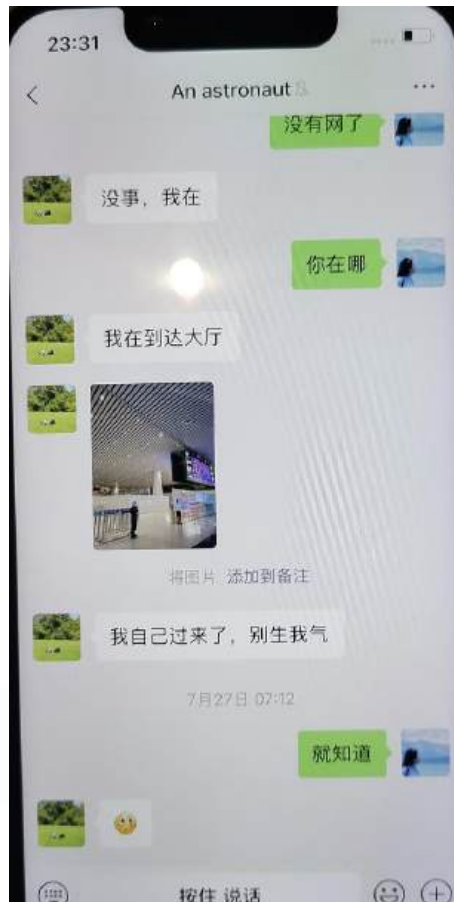 23:31
An astronaut
没有网了
没事，我在
你在哪
我在到达大厅
将图片 添加到备注
我自己过来了，别生我气
7月27日 07:12
就知道
按住 说话